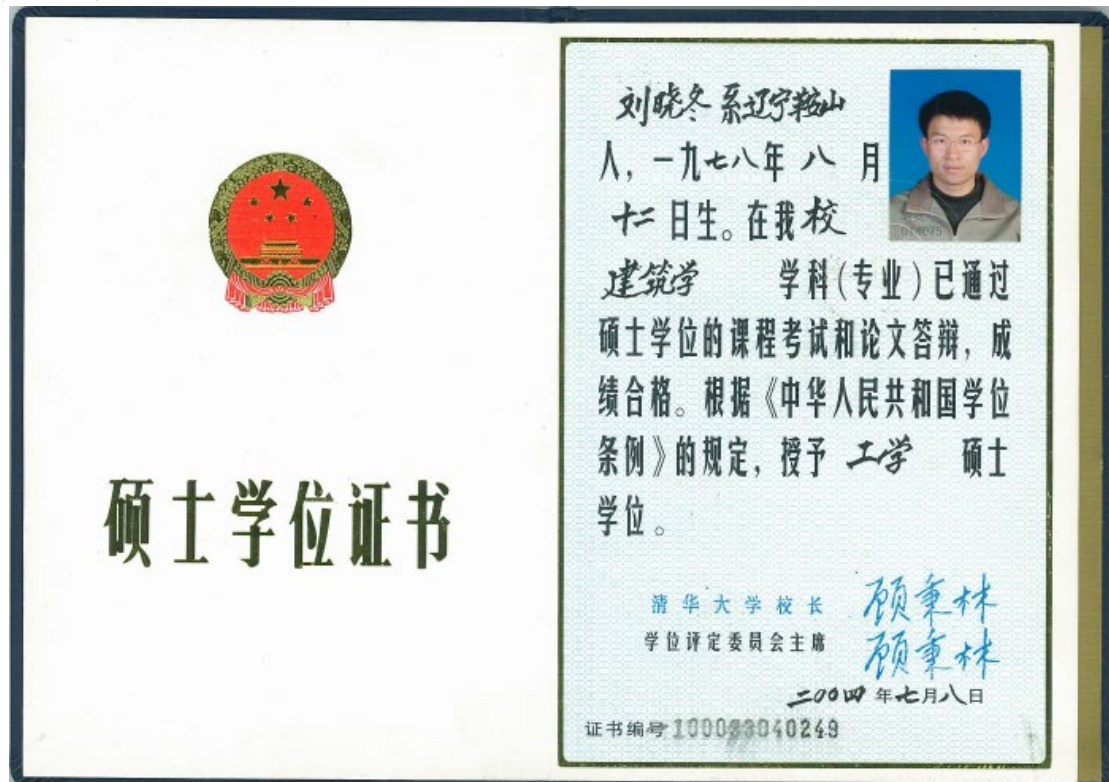 硕士学位证书
刘晓冬系辽宁鞍山
人，一九七八年八月
十二日生。在我校
建筑学 学科(专业)已通过
硕士学位的课程考试和论文答辩，成
绩合格。根据《中华人民共和国学位
条例》的规定，授予 工学 硕士
学位。
清华大学校长 顾秉林
学位评定委员会主席 顾秉林
二〇〇四年七月八日
证书编号